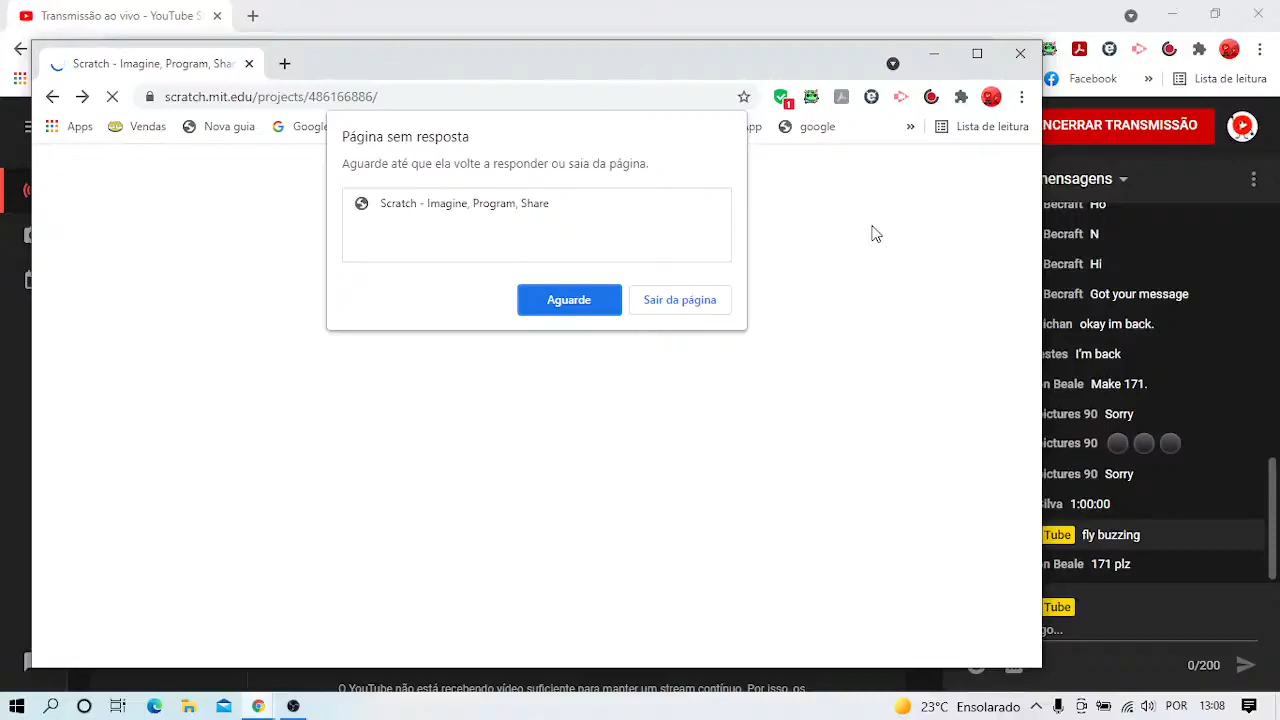 Transmissão ao vivo - YouTube S
Scratch - Imagine, Program, Shar
scratch.mit.edu/projects/486165886/
1
Facebook
»
Lista de leitura
Apps
Vendas
Nova guia
Google
google
»
Lista de leitura
Página sem resposta
Aguarde até que ela volte a responder ou saia da página.
Scratch - Imagine, Program, Share
Aguarde
Sair da página
NCERRAR TRANSMISSÃO
mensagens
Becraft Ho
Becraft N
Becraft Hi
Becraft Got your message
ichan okay im back.
estes I'm back
n Beale Make 171.
ictures 90 Sorry
ictures 90
ictures 90 Sorry
ilva 1:00:00
Tube fly buzzing
n Beale 171 plz
Tube
go...
0/200
O YouTube não está recebendo vídeo suficiente para manter um stream contínuo. Por isso, os
23°C Ensolarado
POR
13:08